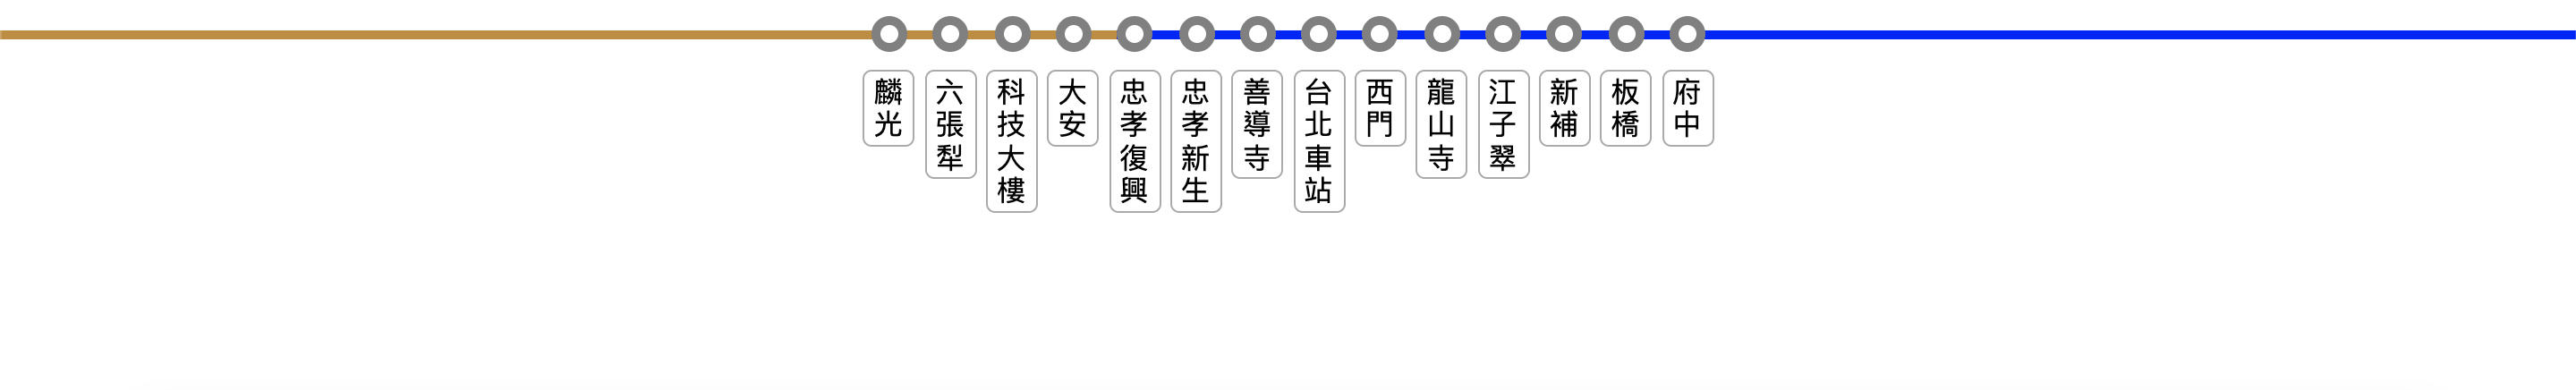 麟光
六張犁
科技大樓
大安
忠孝復興
忠孝新生
善導寺
台北車站
西門
龍山寺
江子翠
新補
板橋
府中